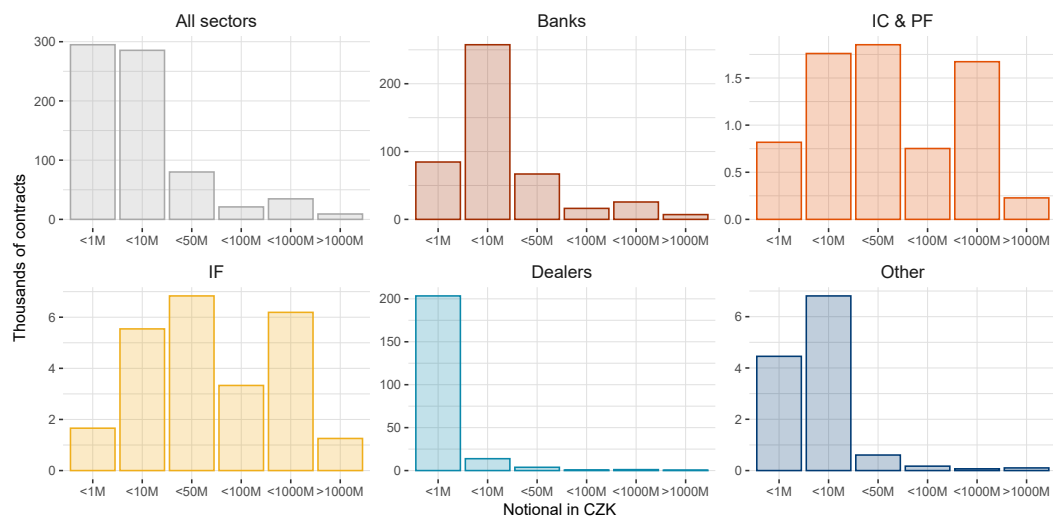 All sectors
Banks
IC & PF
Thousands of contracts
300
200
100
0
<1M <10M <50M <100M <1000M >1000M
200
100
0
<1M <10M <50M <100M <1000M >1000M
1.5
1.0
0.5
0.0
<1M <10M <50M <100M <1000M >1000M
IF
Dealers
Other
6
4
2
0
<1M <10M <50M <100M <1000M >1000M
200
150
100
50
0
<1M <10M <50M <100M <1000M >1000M
6
4
2
0
<1M <10M <50M <100M <1000M >1000M
Notional in CZK